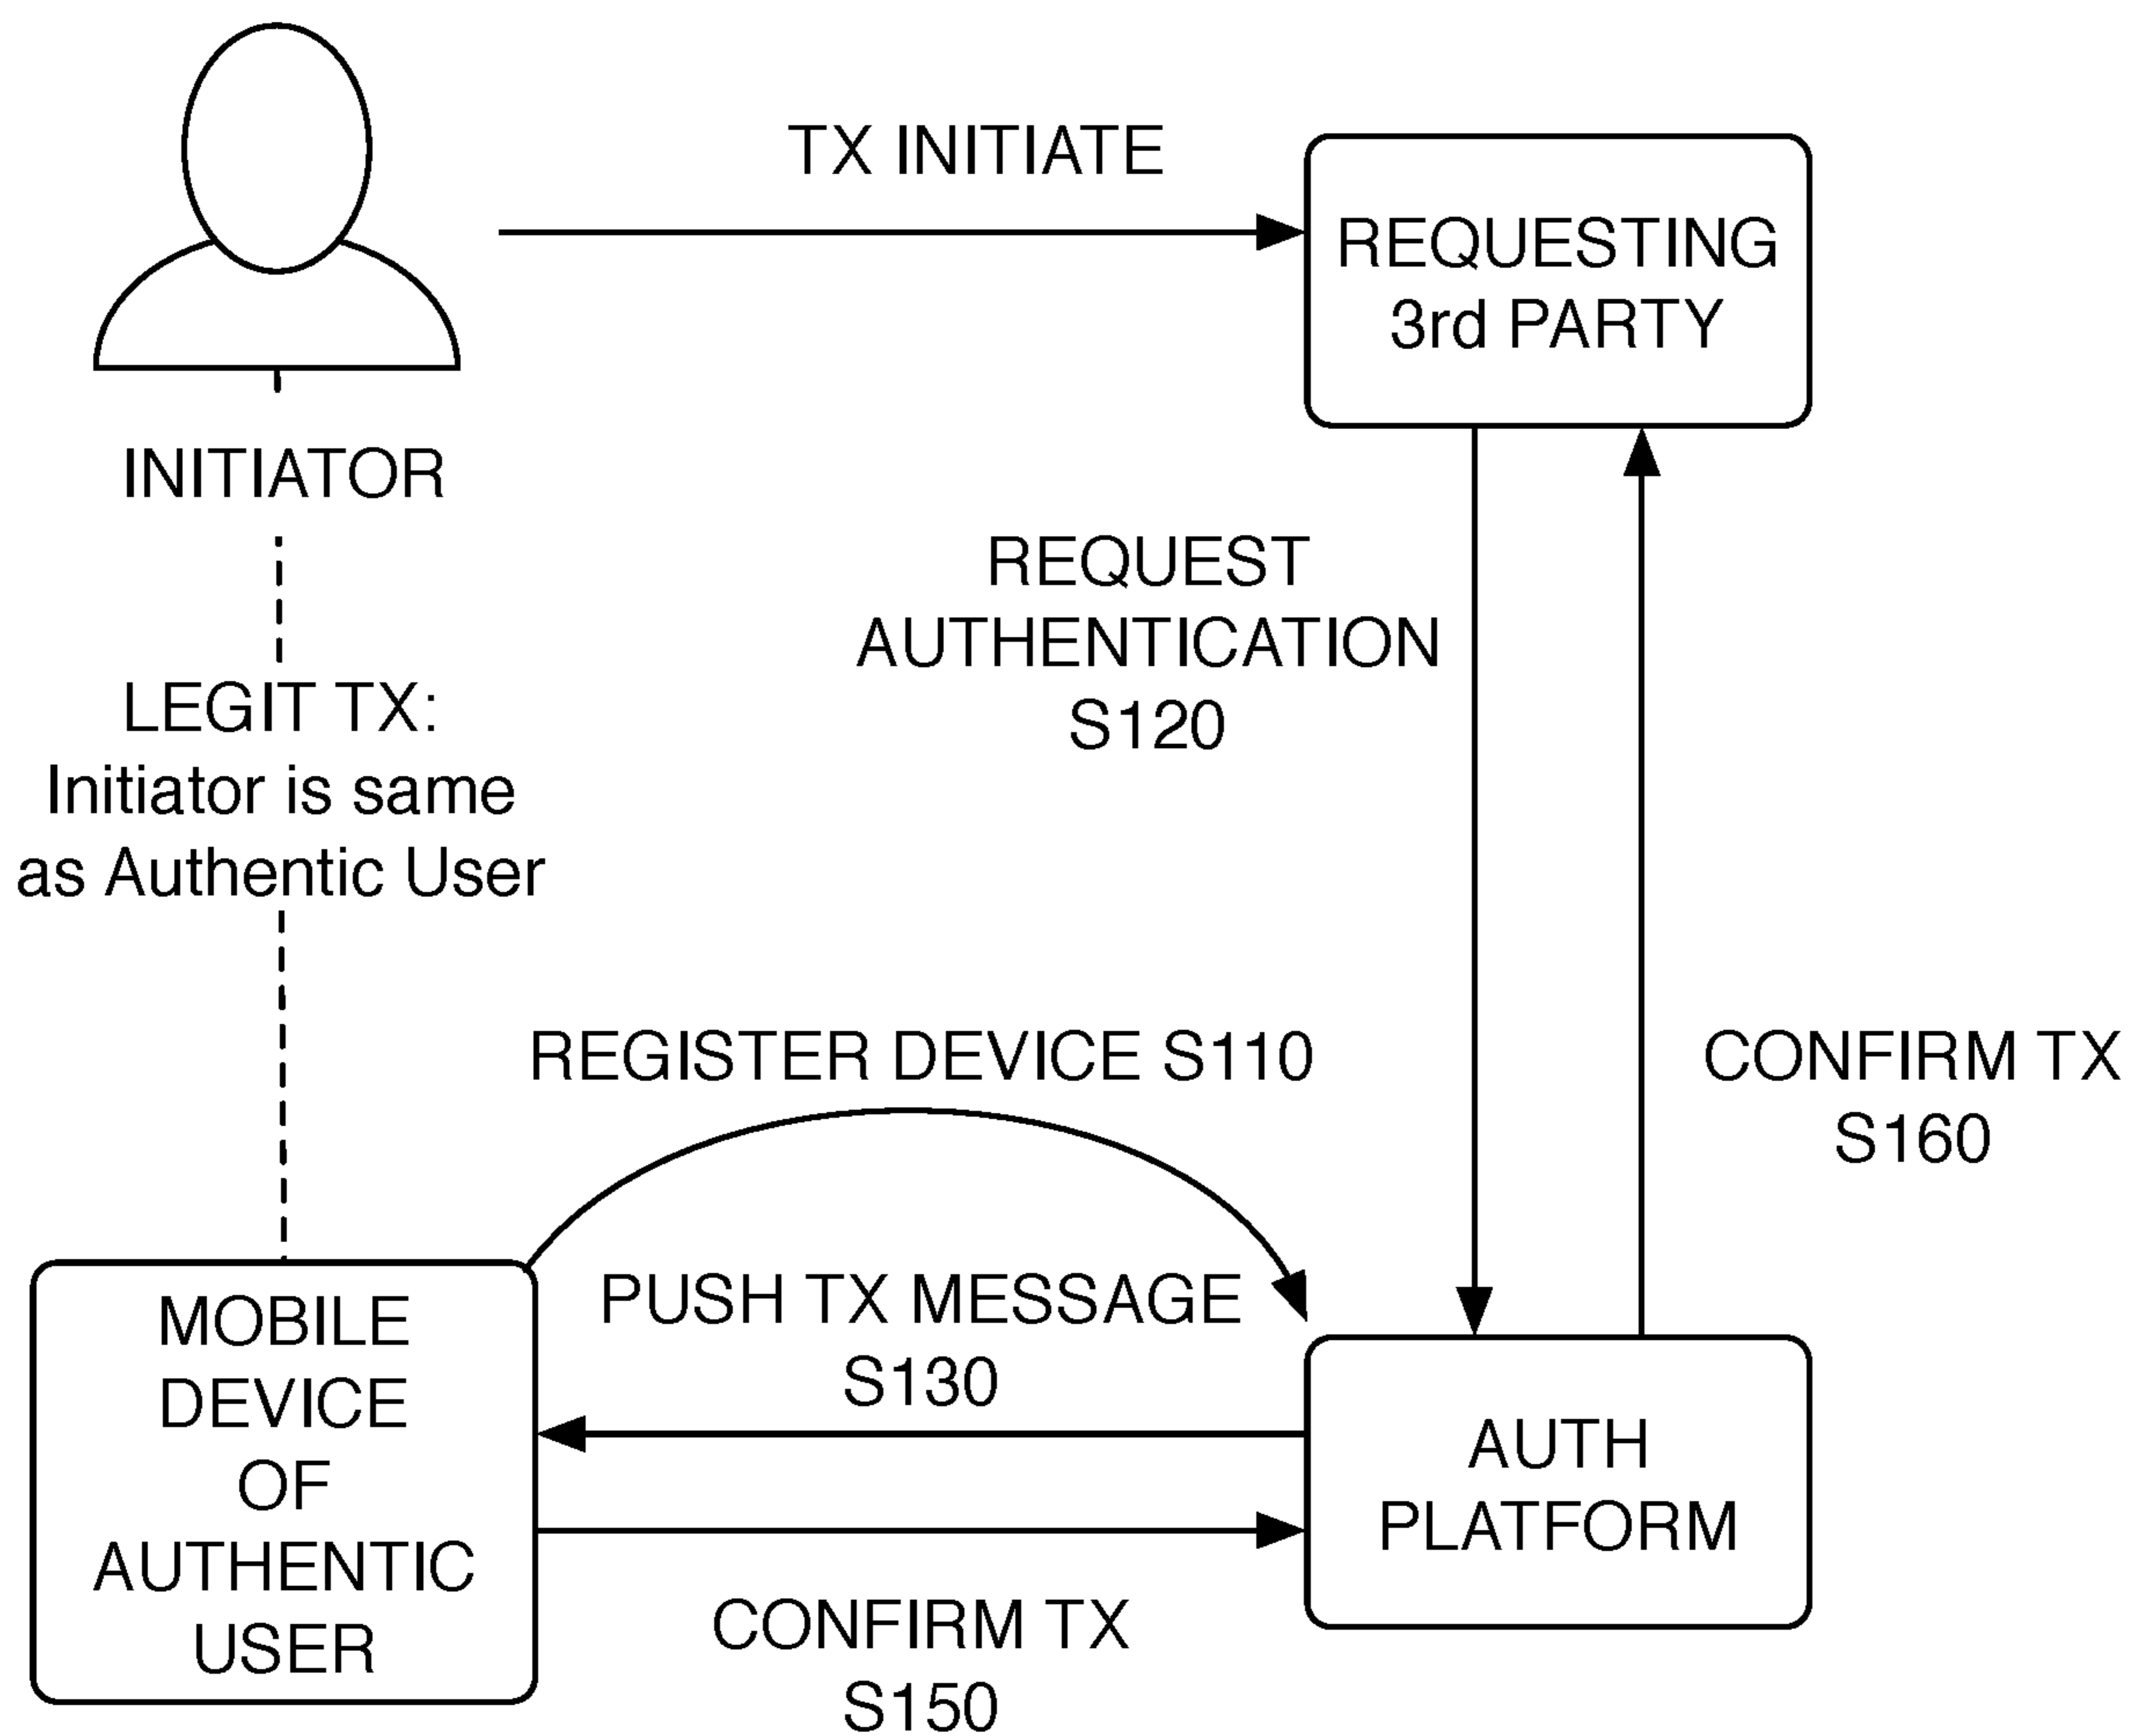 TX INITIATE
REQUESTING
3rd PARTY
INITIATOR
REQUEST
AUTHENTICATION
S120
LEGIT TX:
Initiator is same
as Authentic User
REGISTER DEVICE S110
CONFIRM TX
S160
PUSH TX MESSAGE
S130
MOBILE
DEVICE
OF
AUTHENTIC
USER
AUTH
PLATFORM
CONFIRM TX
S150